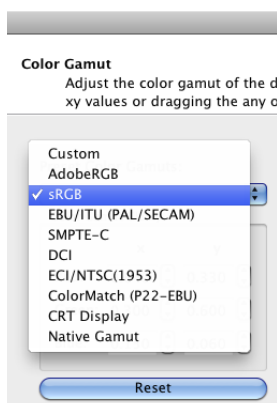 Color Gamut
Adjust the color gamut of the d
xy values or dragging the any o
Custom
AdobeRGB
✓ sRGB
EBU/ITU (PAL/SECAM)
SMPTE-C
DCI
ECI/NTSC(1953)
ColorMatch (P22-EBU)
CRT Display
Native Gamut
Reset